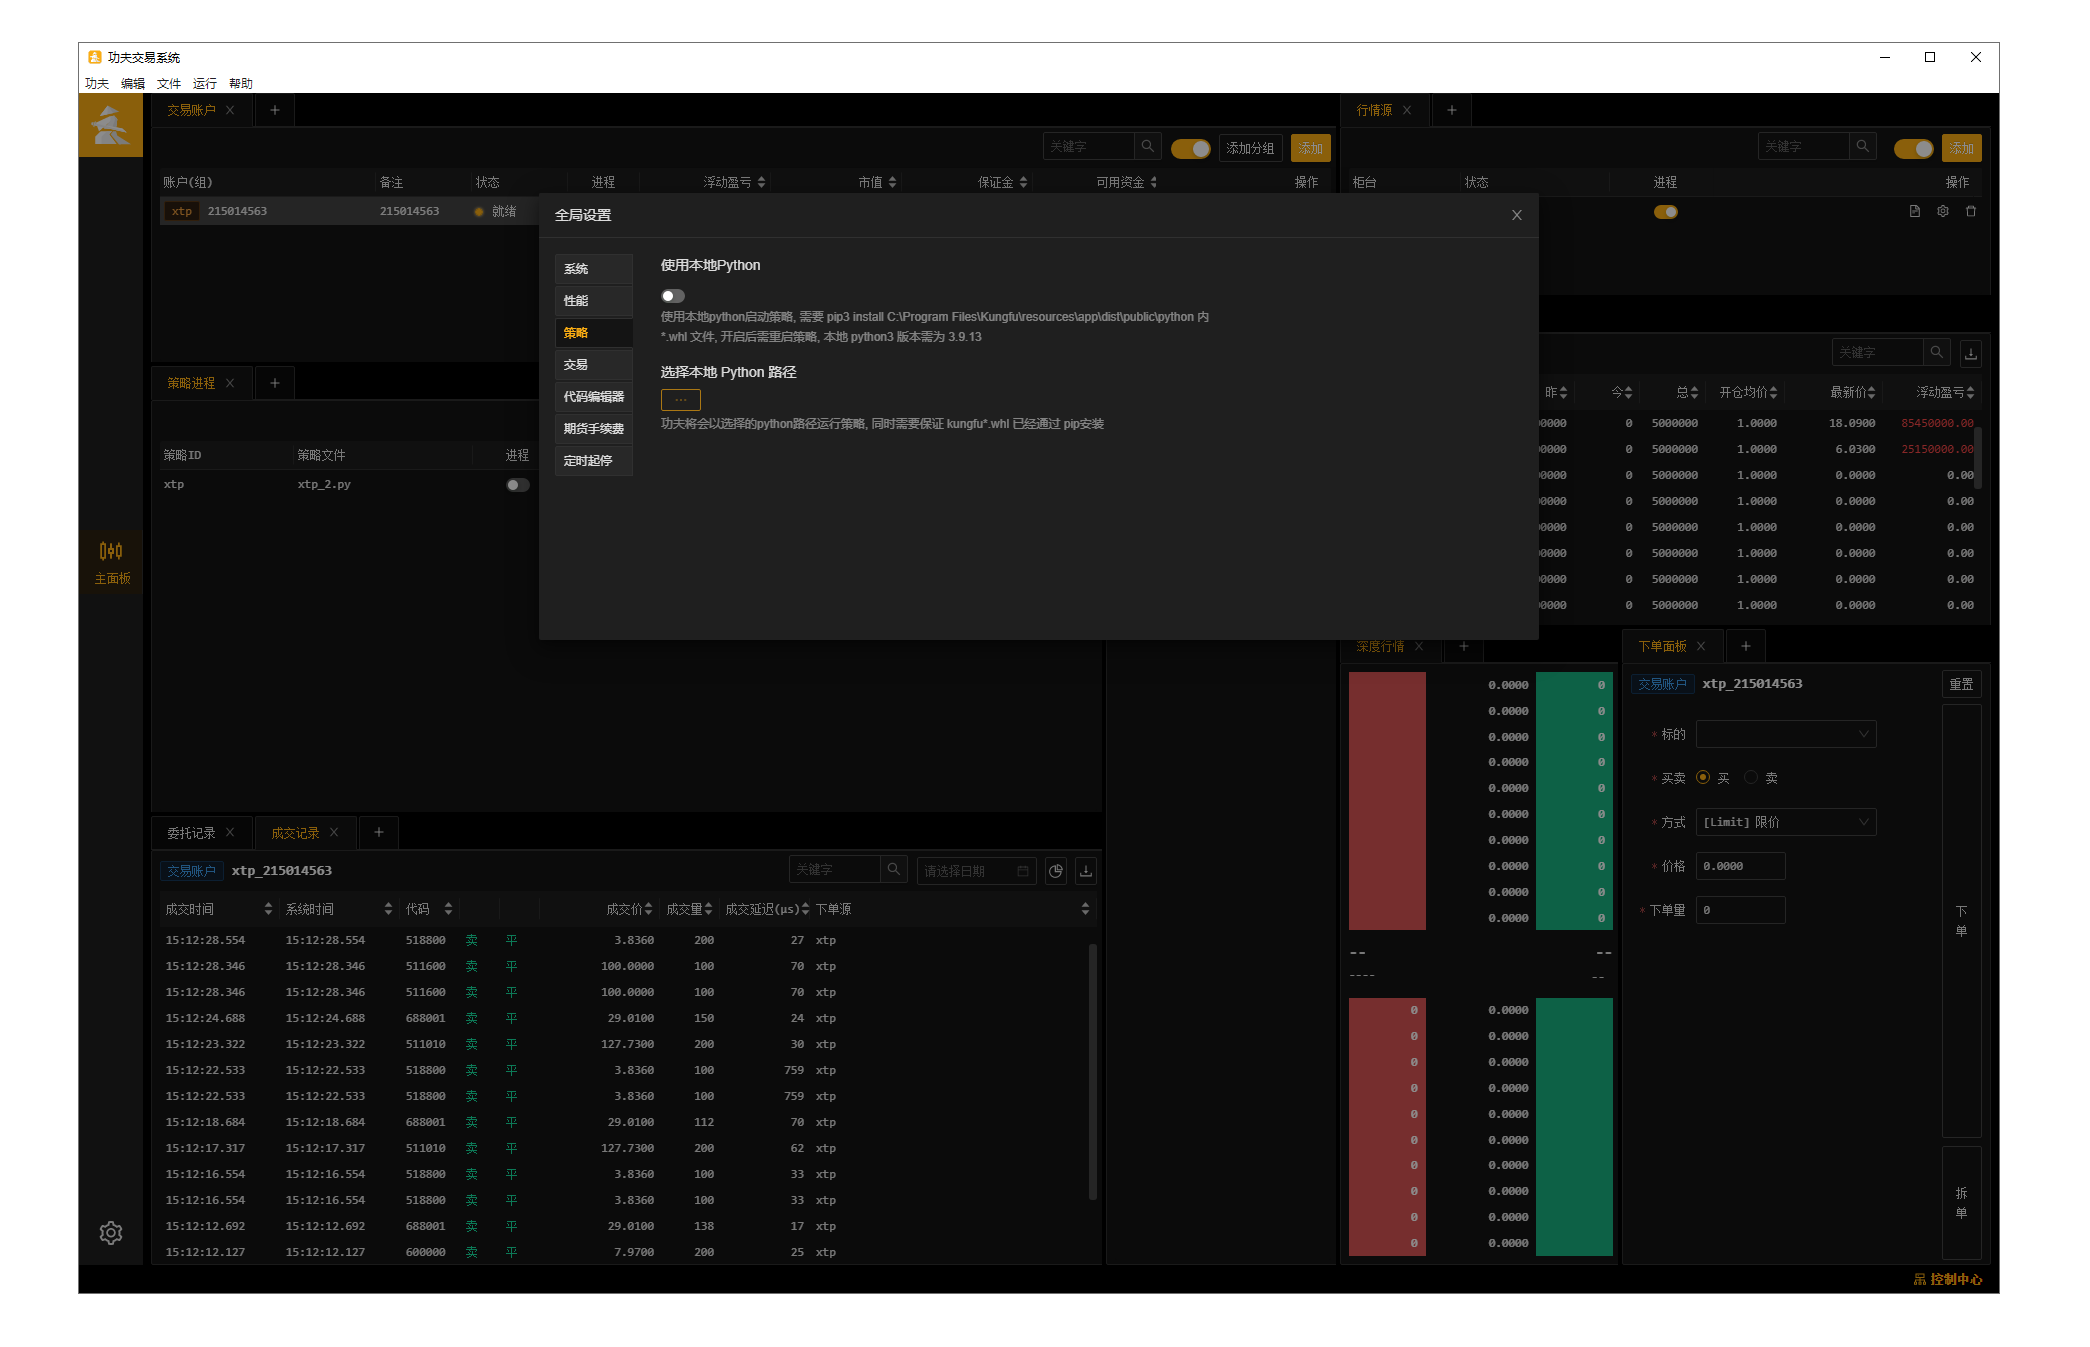 功夫交易系统
功夫 编辑 文件 运行 帮助
交易账户
行情源
关键字 添加分组 添加
关键字 添加
账户(组) 备注 状态 进程 浮动盈亏 市值 保证金 可用资金 操作
柜台 状态 进程 操作
xtp 215014563 215014563 就绪
全局设置
系统
性能
策略
交易
代码编辑器
期货手续费
定时起停
使用本地Python
使用本地python启动策略, 需要 pip3 install C:\Program Files\Kungfu\resources\app\dist\public\python 内
*.whl 文件, 开启后需重启策略, 本地 python3 版本需为 3.9.13
选择本地 Python 路径
···
功夫将会以选择的python路径运行策略, 同时需要保证 kungfu*.whl 已经通过 pip安装
策略进程
策略ID 策略文件 进程
xtp xtp_2.py
关键字
昨 今 总 开仓均价 最新价 浮动盈亏
0000 0 5000000 1.0000 18.0900 85450000.00
0000 0 5000000 1.0000 6.0300 25150000.00
0000 0 5000000 1.0000 0.0000 0.00
0000 0 5000000 1.0000 0.0000 0.00
0000 0 5000000 1.0000 0.0000 0.00
0000 0 5000000 1.0000 0.0000 0.00
0000 0 5000000 1.0000 0.0000 0.00
0000 0 5000000 1.0000 0.0000 0.00
主面板
委托记录 成交记录
交易账户 xtp_215014563
关键字 请选择日期
成交时间 系统时间 代码 成交价 成交量 成交延迟(μs) 下单源
15:12:28.554 15:12:28.554 518800 卖 平 3.8360 200 27 xtp
15:12:28.346 15:12:28.346 511600 卖 平 100.0000 100 70 xtp
15:12:28.346 15:12:28.346 511600 卖 平 100.0000 100 70 xtp
15:12:24.688 15:12:24.688 688001 卖 平 29.0100 150 24 xtp
15:12:23.322 15:12:23.322 511010 卖 平 127.7300 200 30 xtp
15:12:22.533 15:12:22.533 518800 卖 平 3.8360 100 759 xtp
15:12:22.533 15:12:22.533 518800 卖 平 3.8360 100 759 xtp
15:12:18.684 15:12:18.684 688001 卖 平 29.0100 112 70 xtp
15:12:17.317 15:12:17.317 511010 卖 平 127.7300 200 62 xtp
15:12:16.554 15:12:16.554 518800 卖 平 3.8360 100 33 xtp
15:12:16.554 15:12:16.554 518800 卖 平 3.8360 100 33 xtp
15:12:12.692 15:12:12.692 688001 卖 平 29.0100 138 17 xtp
15:12:12.127 15:12:12.127 600000 卖 平 7.9700 200 25 xtp
深度行情
0.0000 0
0.0000 0
0.0000 0
0.0000 0
0.0000 0
0.0000 0
0.0000 0
0.0000 0
0.0000 0
0.0000 0
-- --
---- --
0 0.0000
0 0.0000
0 0.0000
0 0.0000
0 0.0000
0 0.0000
0 0.0000
0 0.0000
0 0.0000
0 0.0000
下单面板
交易账户 xtp_215014563 重置
* 标的
* 买卖 买 卖
* 方式 [Limit] 限价
* 价格 0.0000
* 下单量 0
下单
拆单
控制中心